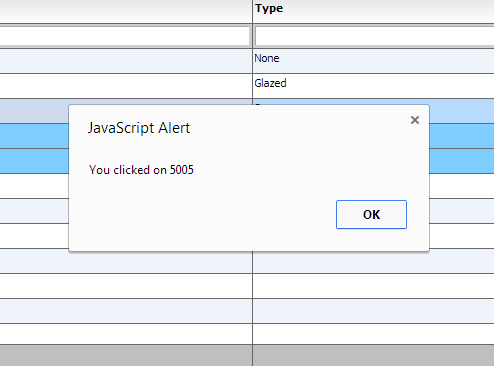 Type
None
Glazed
JavaScript Alert
You clicked on 5005
OK